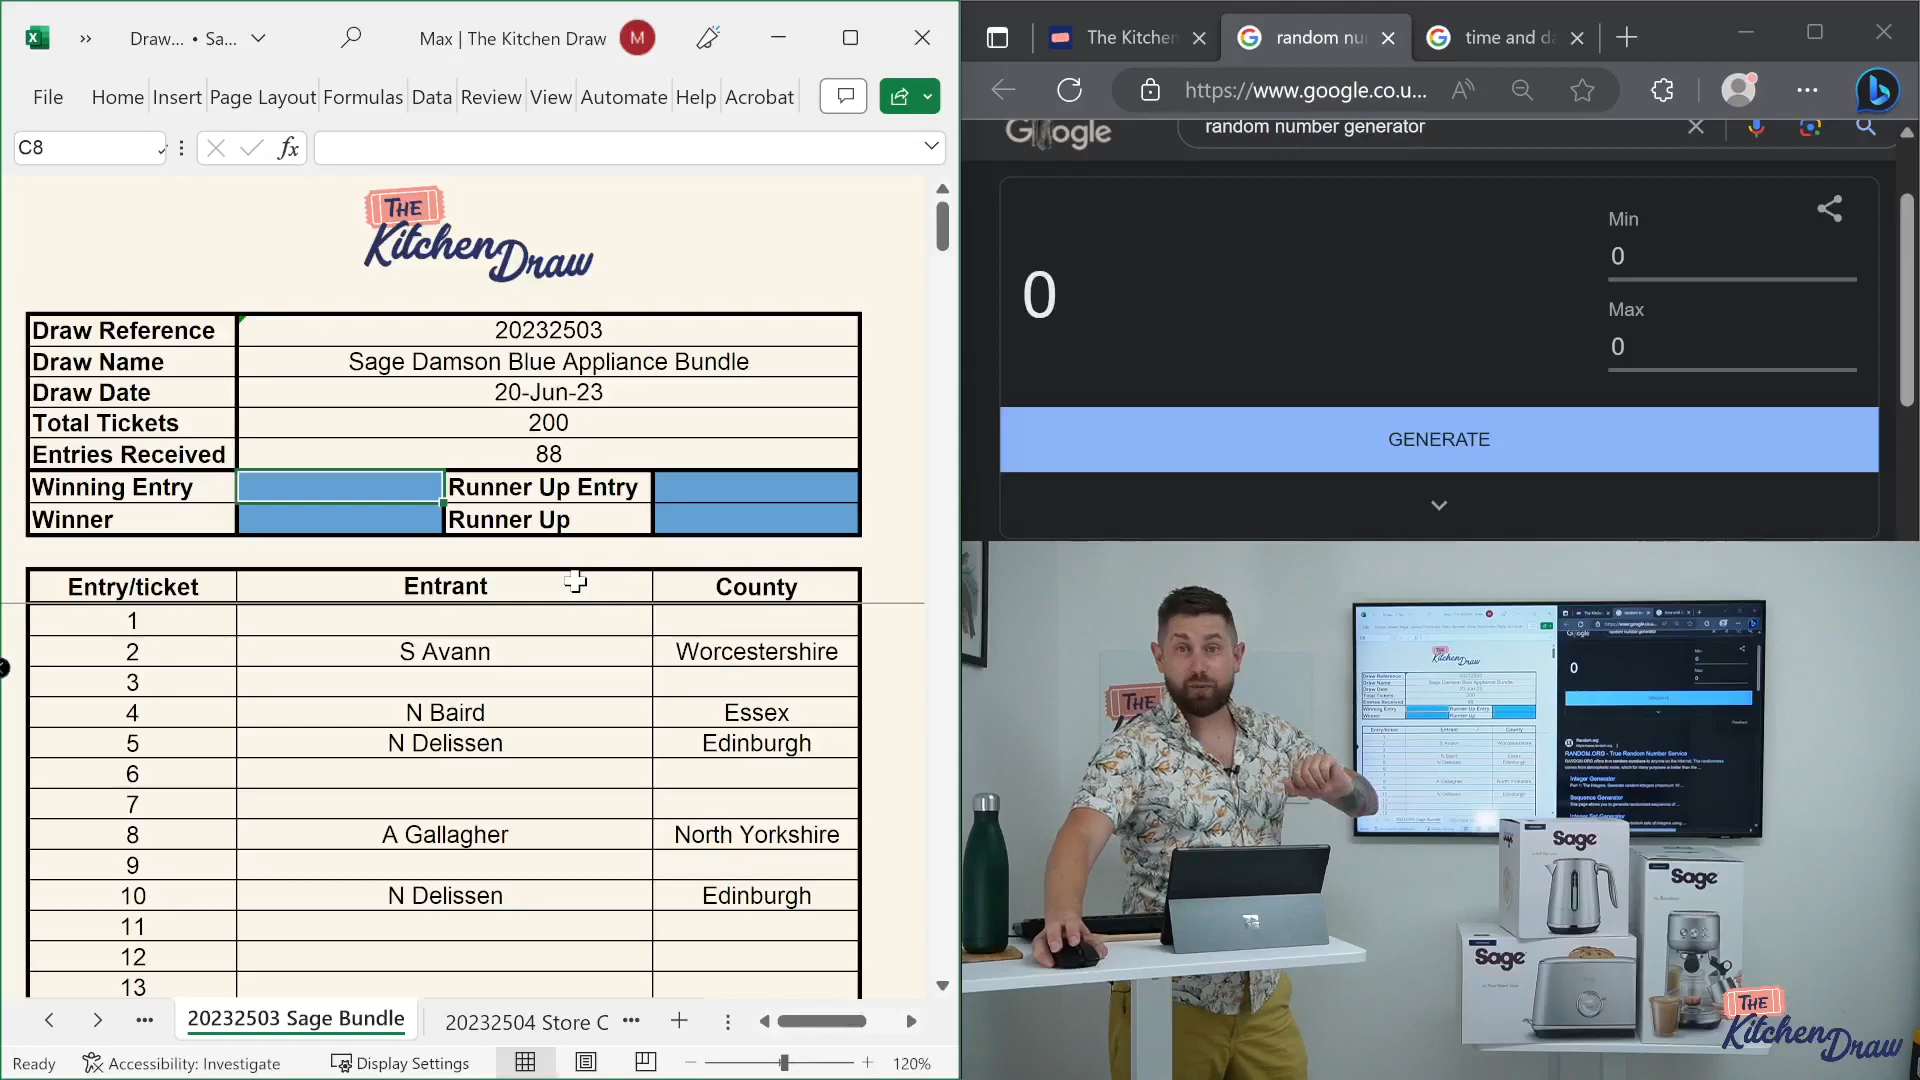 Draw... • Sa...
Max | The Kitchen Draw
M
File Home Insert Page Layout Formulas Data Review View Automate Help Acrobat
C8
fx
THE
Kitchen Draw
Draw Reference 20232503
Draw Name Sage Damson Blue Appliance Bundle
Draw Date 20-Jun-23
Total Tickets 200
Entries Received 88
Winning Entry Runner Up Entry
Winner Runner Up
Entry/ticket Entrant County
1
2 S Avann Worcestershire
3
4 N Baird Essex
5 N Delissen Edinburgh
6
7
8 A Gallagher North Yorkshire
9
10 N Delissen Edinburgh
11
12
13
20232503 Sage Bundle 20232504 Store C ...
Ready Accessibility: Investigate Display Settings 120%
The Kitchen
random nu
time and d
https://www.google.co.u...
Google
random number generator
0
Min
0
Max
0
GENERATE
THE
Sage
Sage
Sage
THE
Kitchen Draw